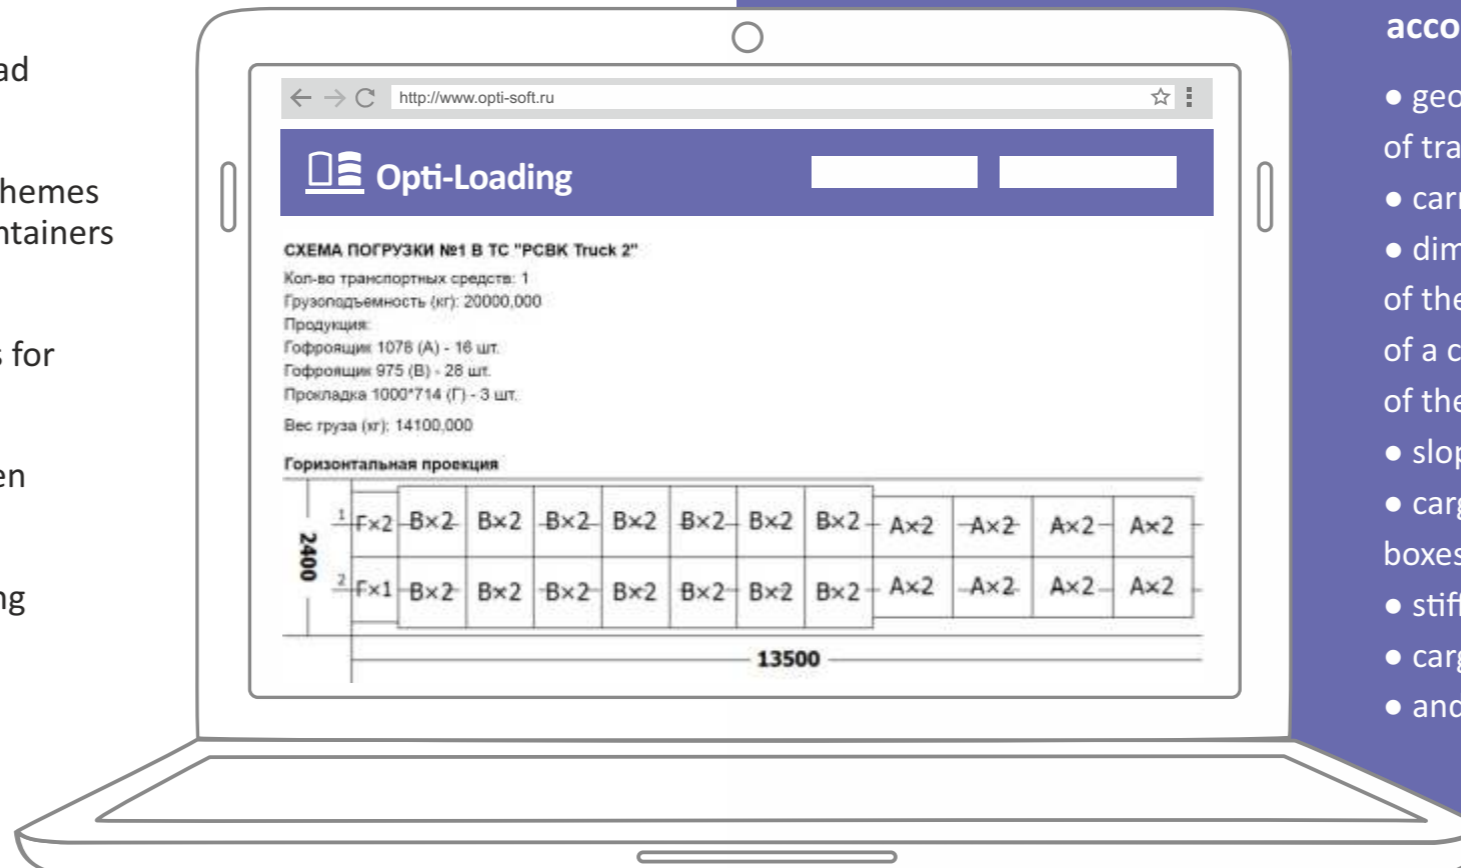 hemes
ntainers
s for
en
ng
http://www.opti-soft.ru
Opti-Loading
СХЕМА ПОГРУЗКИ №1 В ТС "PCBK Truck 2"
Кол-во транспортных средств: 1
Грузоподъемность (кг): 20000,000
Продукция:
Гофроящик 1078 (А) - 16 шт.
Гофроящик 975 (В) - 28 шт.
Прокладка 1000*714 (Г) - 3 шт.
Вес груза (кг): 14100,000
Горизонтальная проекция
2400
1 F×2 B×2 B×2 B×2 B×2 B×2 B×2 B×2 A×2 A×2 A×2 A×2
2 F×1 B×2 B×2 B×2 B×2 B×2 B×2 B×2 A×2 A×2 A×2 A×2
13500
acco
● geo
of tra
● carr
● dim
of the
of a c
of the
● slop
● carg
boxes
● stiff
● carg
● and